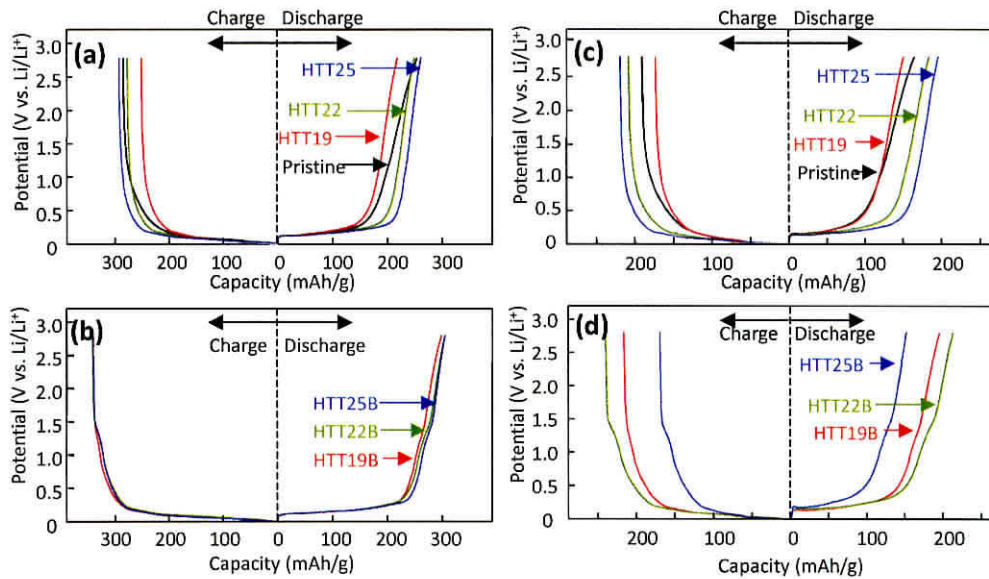 Charge Discharge
(a)
Potential (V vs. Li/Li⁺)
3.0
2.5
2.0
1.5
1.0
0.5
0
HTT25
HTT22
HTT19
Pristine
300 200 100 0 100 200 300
Capacity (mAh/g)
Charge Discharge
(c)
Potential (V vs. Li/Li⁺)
3.0
2.5
2.0
1.5
1.0
0.5
0
HTT25
HTT22
HTT19
Pristine
200 100 0 100 200
Capacity (mAh/g)
(b)
Charge Discharge
Potential (V vs. Li/Li⁺)
3.0
2.5
2.0
1.5
1.0
0.5
0
HTT25B
HTT22B
HTT19B
300 200 100 0 100 200 300
Capacity (mAh/g)
(d)
Charge Discharge
Potential (V vs. Li/Li⁺)
3.0
2.5
2.0
1.5
1.0
0.5
0
HTT25B
HTT22B
HTT19B
200 100 0 100 200
Capacity (mAh/g)